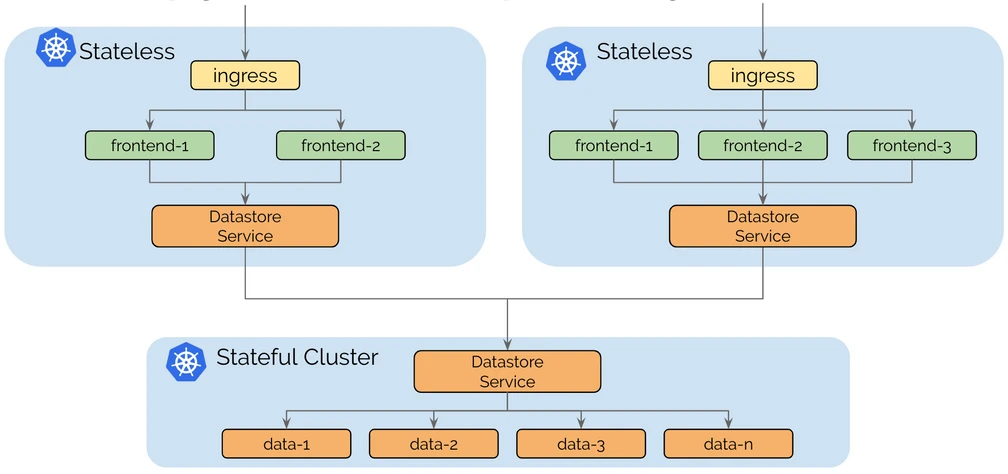 Stateless
ingress
frontend-1
frontend-2
Datastore
Service
Stateless
ingress
frontend-1
frontend-2
frontend-3
Datastore
Service
Stateful Cluster
Datastore
Service
data-1
data-2
data-3
data-n